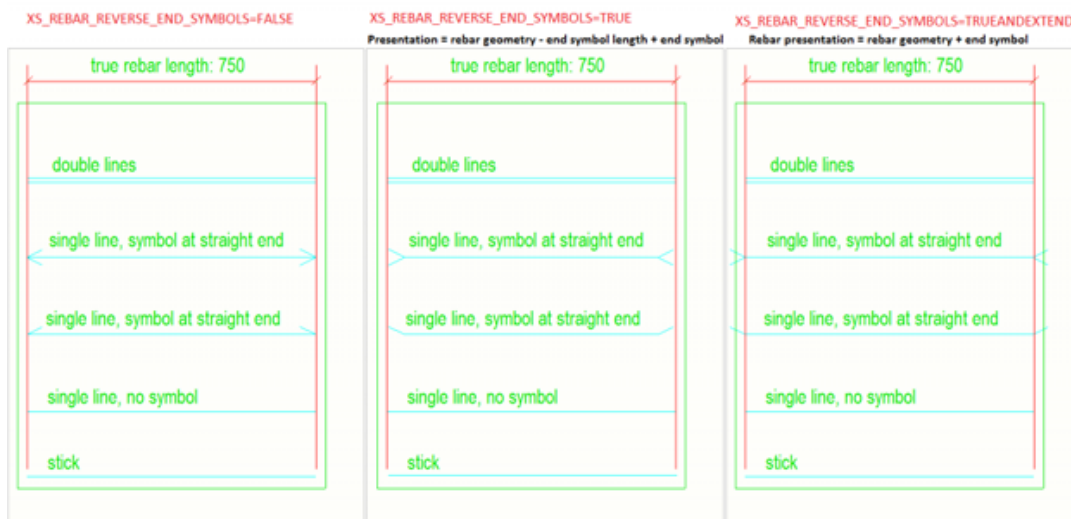 XS_REBAR_REVERSE_END_SYMBOLS=FALSE
true rebar length: 750
double lines
single line, symbol at straight end
single line, symbol at straight end
single line, no symbol
stick
XS_REBAR_REVERSE_END_SYMBOLS=TRUE
Presentation = rebar geometry - end symbol length + end symbol
true rebar length: 750
double lines
single line, symbol at straight end
single line, symbol at straight end
single line, no symbol
stick
XS_REBAR_REVERSE_END_SYMBOLS=TRUEANDEXTEND
Rebar presentation = rebar geometry + end symbol
true rebar length: 750
double lines
single line, symbol at straight end
single line, symbol at straight end
single line, no symbol
stick